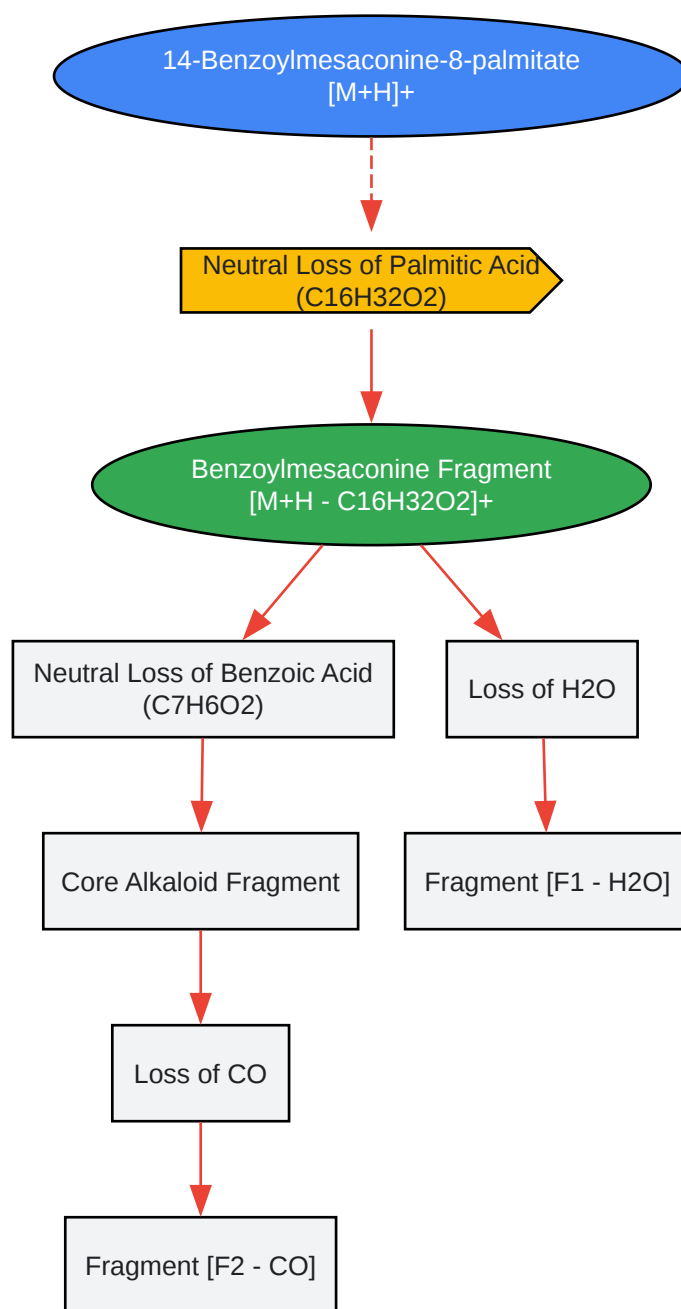 14-Benzoylmesaconine-8-palmitate
[M+H]+
Neutral Loss of Palmitic Acid
(C16H32O2)
Benzoylmesaconine Fragment
[M+H - C16H32O2]+
Neutral Loss of Benzoic Acid
(C7H6O2)
Loss of H2O
Core Alkaloid Fragment
Fragment [F1 - H2O]
Loss of CO
Fragment [F2 - CO]